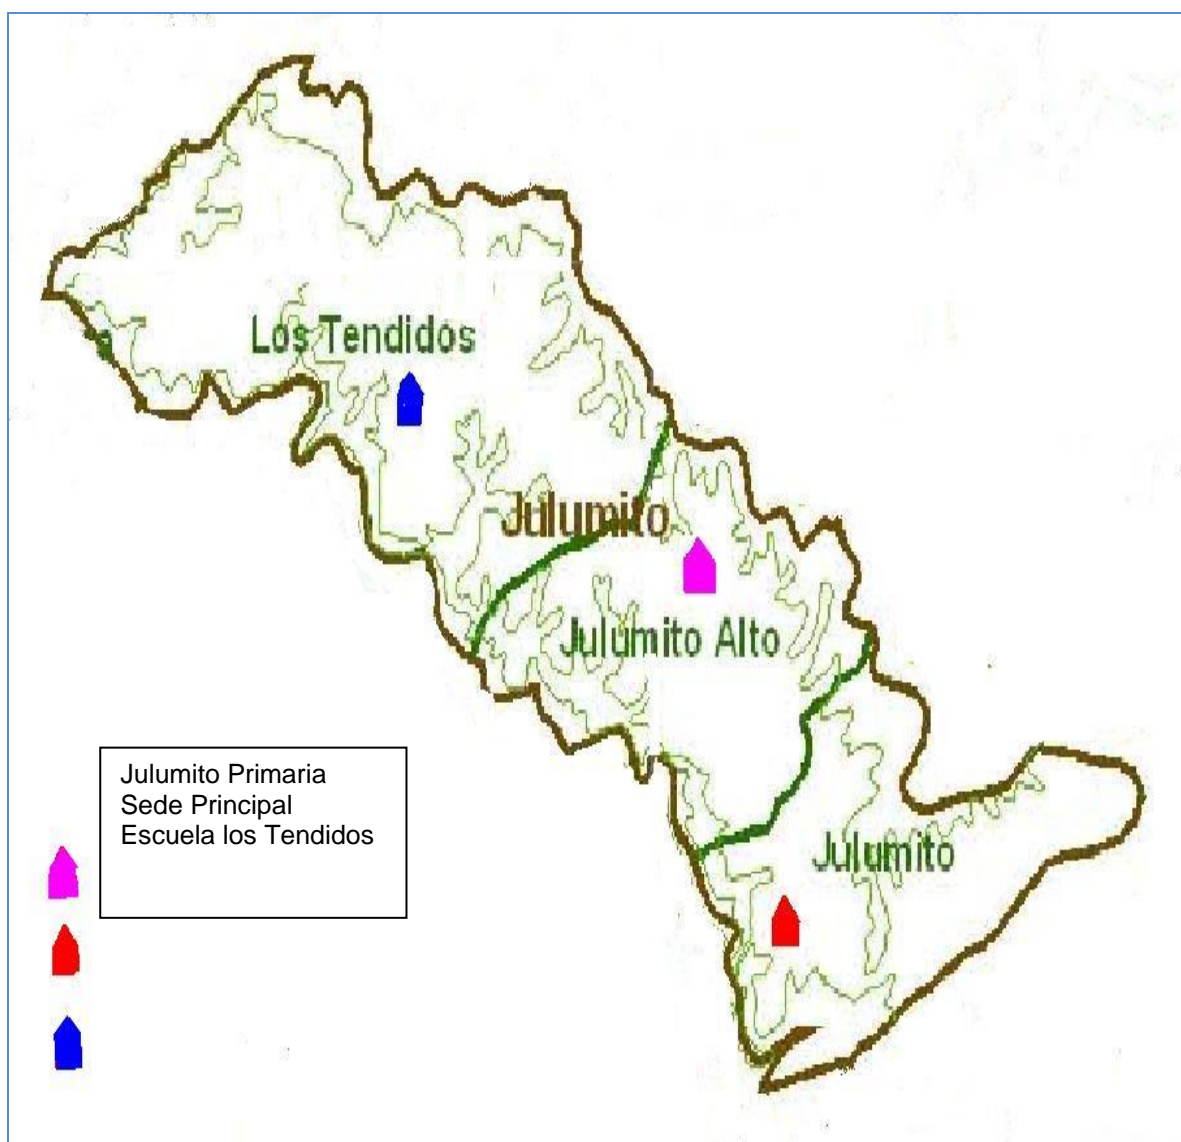 Los Tendidos
Julumito
Julumito Alto
Julumito Primaria
Sede Principal
Escuela los Tendidos
Julumito